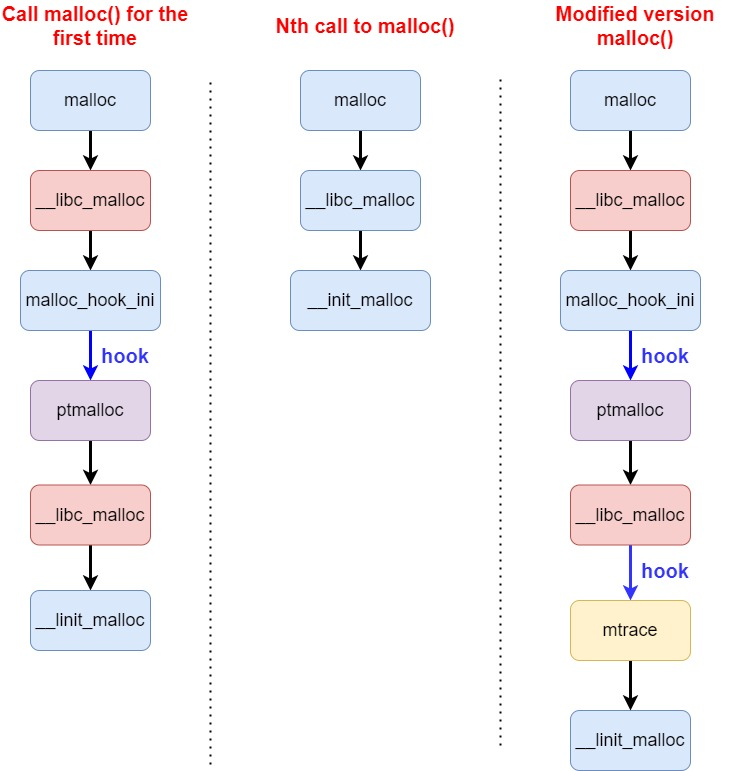 Call malloc() for the
first time
malloc
__libc_malloc
malloc_hook_ini
hook
ptmalloc
__libc_malloc
__linit_malloc
Nth call to malloc()
malloc
__libc_malloc
__init_malloc
Modified version
malloc()
malloc
__libc_malloc
malloc_hook_ini
hook
ptmalloc
__libc_malloc
hook
mtrace
__linit_malloc